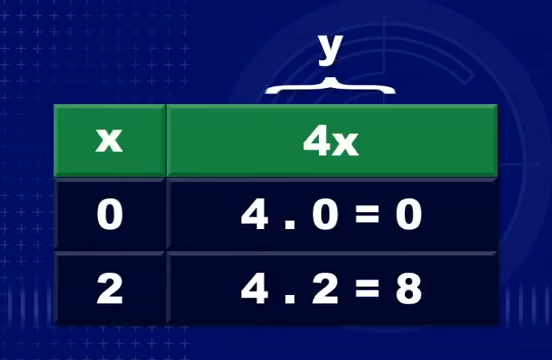 y
x 4x
0 4 . 0 = 0
2 4 . 2 = 8